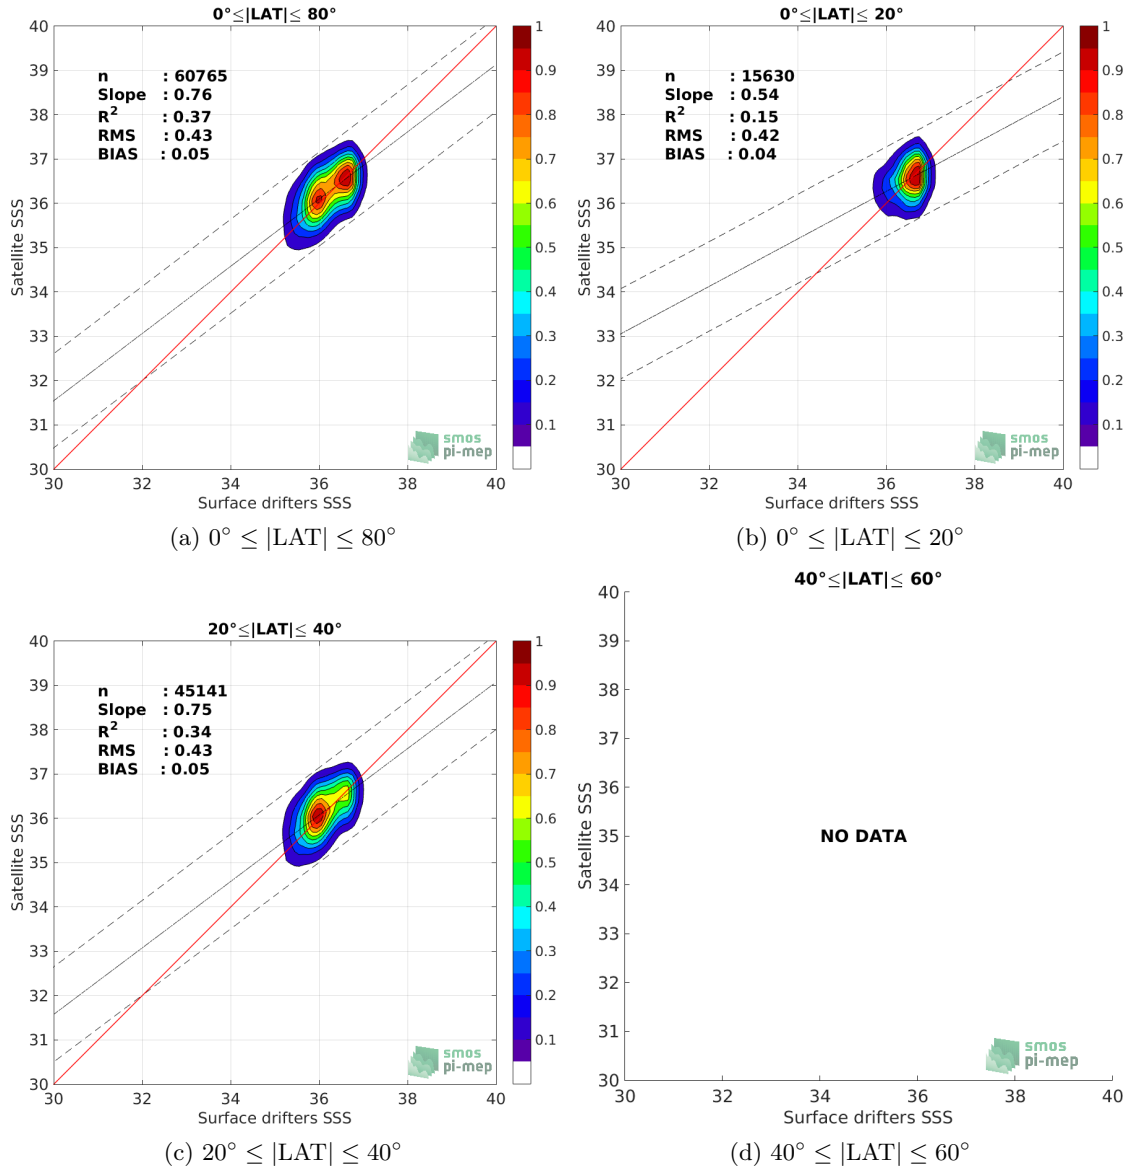 0°≤|LAT|≤ 80°
n : 60765
Slope : 0.76
R2 : 0.37
RMS : 0.43
BIAS : 0.05
40
39
38
37
36
35
34
33
32
31
30
Satellite SSS
30 32 34 36 38 40
Surface drifters SSS
1
0.9
0.8
0.7
0.6
0.5
0.4
0.3
0.2
0.1
smos
pi-mep
(a) 0° ≤ |LAT| ≤ 80°
0°≤|LAT|≤ 20°
n : 15630
Slope : 0.54
R2 : 0.15
RMS : 0.42
BIAS : 0.04
40
39
38
37
36
35
34
33
32
31
30
Satellite SSS
30 32 34 36 38 40
Surface drifters SSS
1
0.9
0.8
0.7
0.6
0.5
0.4
0.3
0.2
0.1
smos
pi-mep
(b) 0° ≤ |LAT| ≤ 20°
20°≤|LAT|≤ 40°
n : 45141
Slope : 0.75
R2 : 0.34
RMS : 0.43
BIAS : 0.05
40
39
38
37
36
35
34
33
32
31
30
Satellite SSS
30 32 34 36 38 40
Surface drifters SSS
1
0.9
0.8
0.7
0.6
0.5
0.4
0.3
0.2
0.1
smos
pi-mep
(c) 20° ≤ |LAT| ≤ 40°
40°≤|LAT|≤ 60°
40
39
38
37
36
35
34
33
32
31
30
Satellite SSS
NO DATA
30 32 34 36 38 40
Surface drifters SSS
smos
pi-mep
(d) 40° ≤ |LAT| ≤ 60°